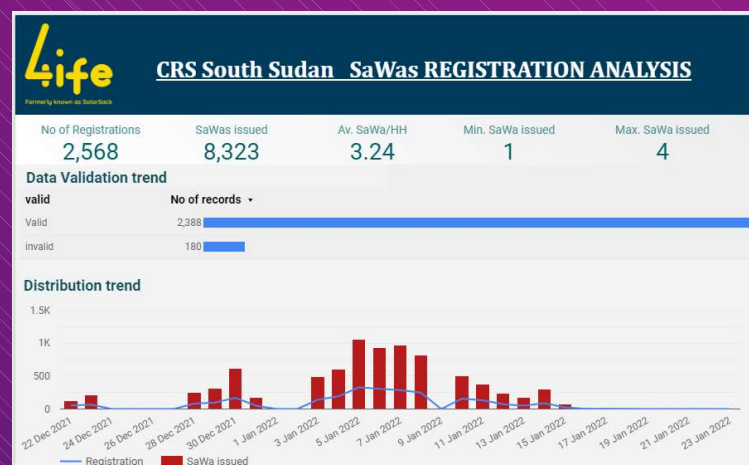 4life
Formerly known as SolarSack
CRS South Sudan SaWas REGISTRATION ANALYSIS
No of Registrations SaWas issued Av. SaWa/HH Min. SaWa issued Max. SaWa issued
2,568 8,323 3.24 1 4
Data Validation trend
valid No of records
Valid 2,388
invalid 180
Distribution trend
1.5K
1K
500
0
22 Dec 2021 24 Dec 2021 26 Dec 2021 28 Dec 2021 30 Dec 2021 1 Jan 2022 3 Jan 2022 5 Jan 2022 7 Jan 2022 9 Jan 2022 11 Jan 2022 13 Jan 2022 15 Jan 2022 17 Jan 2022 19 Jan 2022 21 Jan 2022 23 Jan 2022
Registration SaWa issued